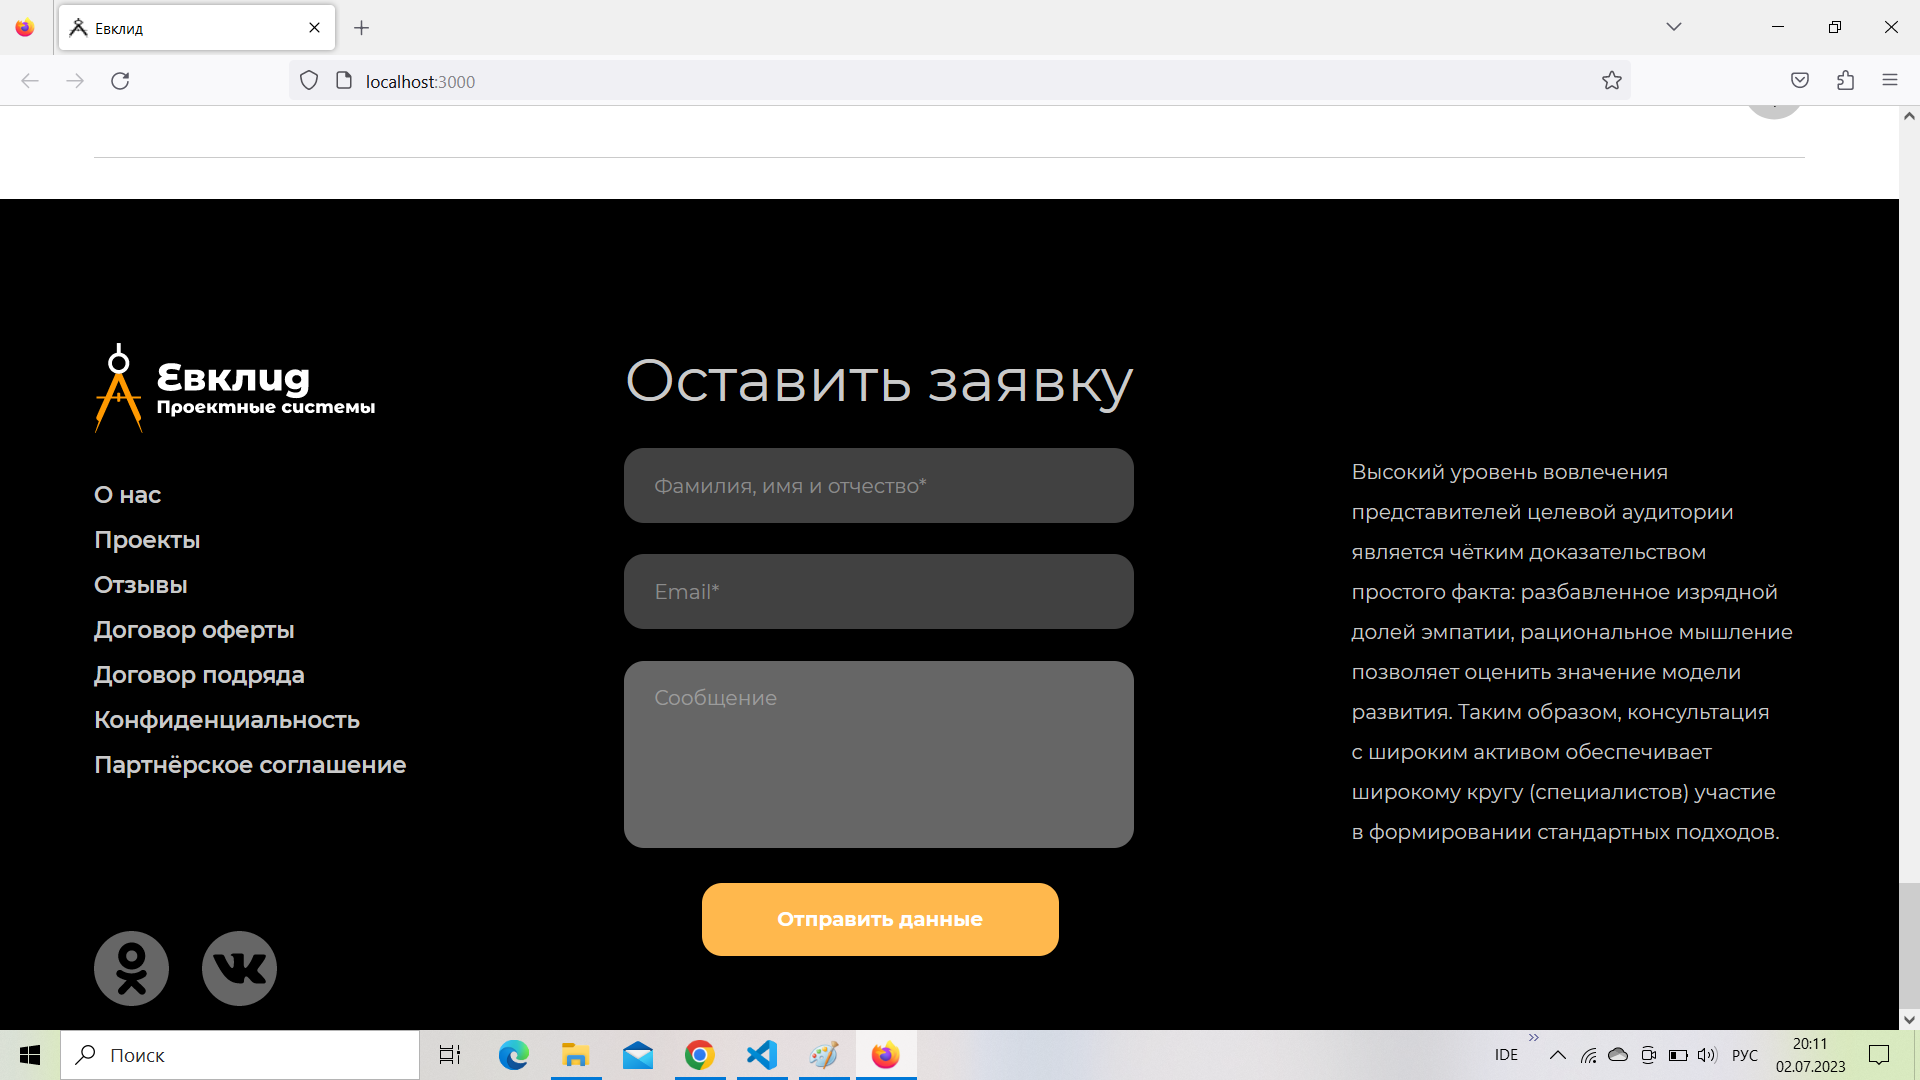 Евклид
localhost:3000
Евклид
Проектные системы
О нас
Проекты
Отзывы
Договор оферты
Договор подряда
Конфиденциальность
Партнёрское соглашение
Оставить заявку
Фамилия, имя и отчество*
Email*
Сообщение
Отправить данные
Высокий уровень вовлечения
представителей целевой аудитории
является чётким доказательством
простого факта: разбавленное изрядной
долей эмпатии, рациональное мышление
позволяет оценить значение модели
развития. Таким образом, консультация
с широким активом обеспечивает
широкому кругу (специалистов) участие
в формировании стандартных подходов.
Поиск
IDE
РУС
20:11
02.07.2023